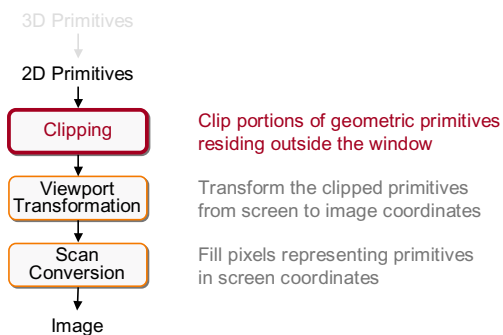 3D Primitives
2D Primitives
Clipping
Clip portions of geometric primitives
residing outside the window
Viewport
Transformation
Transform the clipped primitives
from screen to image coordinates
Scan
Conversion
Fill pixels representing primitives
in screen coordinates
Image